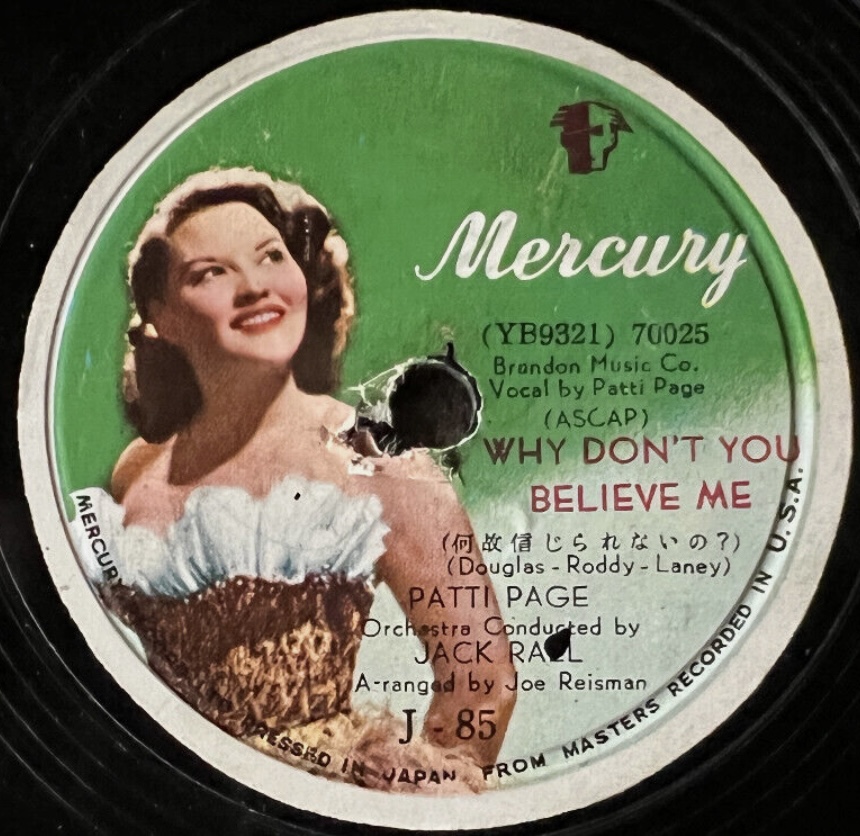 Mercury
(YB9321) 70025
Brandon Music Co.
Vocal by Patti Page
(ASCAP)
WHY DON'T YOU
BELIEVE ME
(何故信じられないの?)
(Douglas - Roddy - Laney)
PATTI PAGE
Orchestra Conducted by
JACK
Arranged by Joe Reisman
J - 85
MERCURY PRESSED IN JAPAN FROM MASTERS RECORDED IN U.S.A.